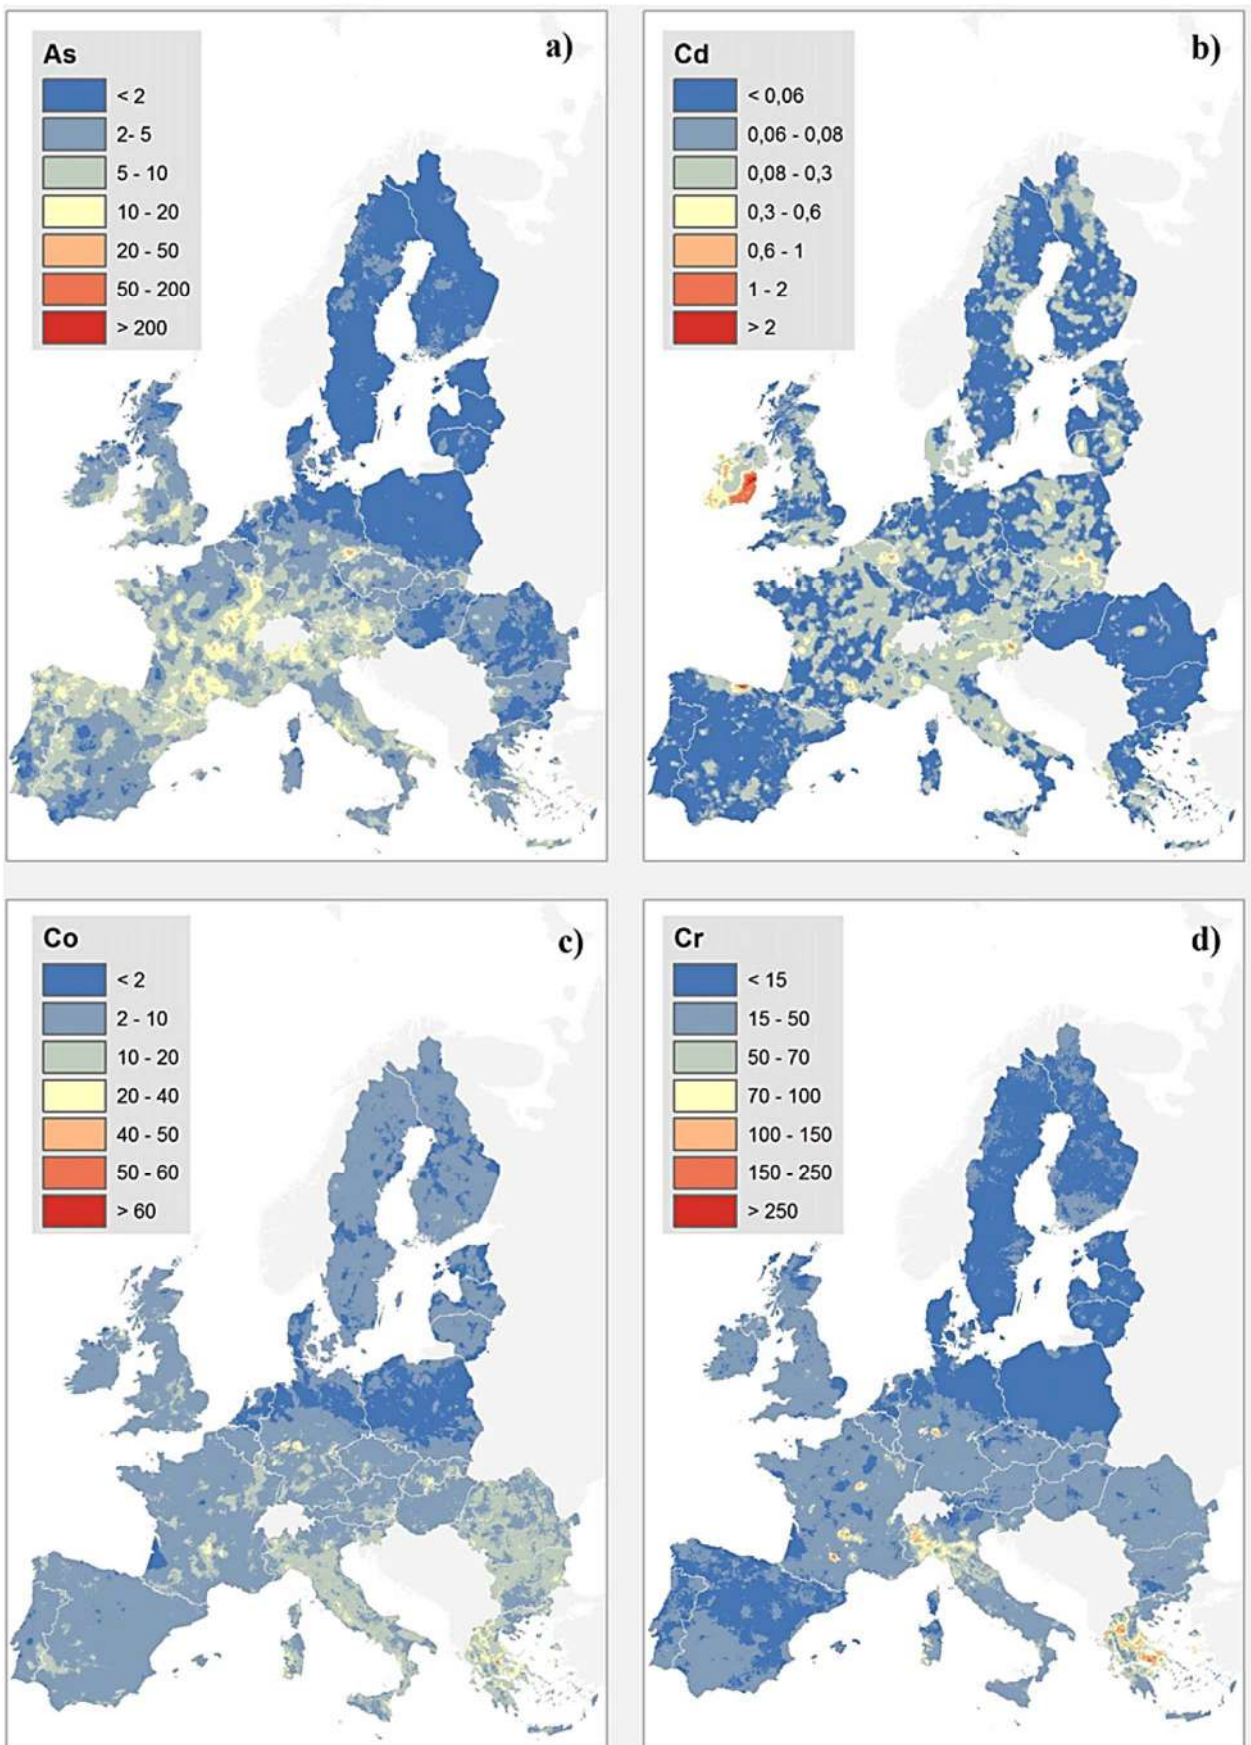 As
a)
< 2
2- 5
5 - 10
10 - 20
20 - 50
50 - 200
> 200
Cd
b)
< 0,06
0,06 - 0,08
0,08 - 0,3
0,3 - 0,6
0,6 - 1
1 - 2
> 2
Co
c)
< 2
2 - 10
10 - 20
20 - 40
40 - 50
50 - 60
> 60
Cr
d)
< 15
15 - 50
50 - 70
70 - 100
100 - 150
150 - 250
> 250